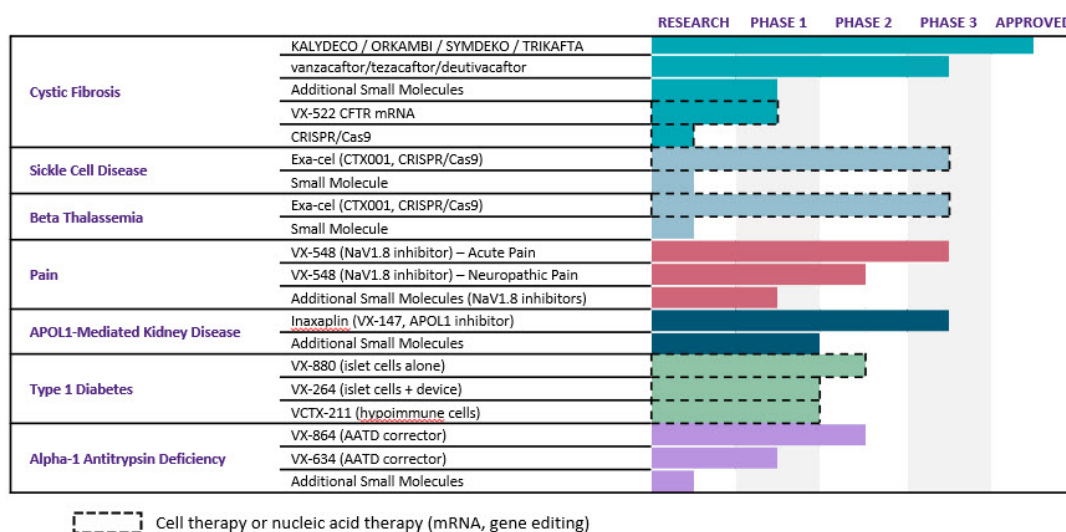 RESEARCH PHASE 1 PHASE 2 PHASE 3 APPROVED
Cystic Fibrosis
KALYDECO / ORKAMBI / SYMDEKO / TRIKAFTA
vanzacaftor/tezacaftor/deutivacaftor
Additional Small Molecules
VX-522 CFTR mRNA
CRISPR/Cas9
Sickle Cell Disease
Exa-cel (CTX001, CRISPR/Cas9)
Small Molecule
Beta Thalassemia
Exa-cel (CTX001, CRISPR/Cas9)
Small Molecule
Pain
VX-548 (NaV1.8 inhibitor) – Acute Pain
VX-548 (NaV1.8 inhibitor) – Neuropathic Pain
Additional Small Molecules (NaV1.8 inhibitors)
APOL1-Mediated Kidney Disease
Inaxaplin (VX-147, APOL1 inhibitor)
Additional Small Molecules
Type 1 Diabetes
VX-880 (islet cells alone)
VX-264 (islet cells + device)
VCTX-211 (hypoimmune cells)
Alpha-1 Antitrypsin Deficiency
VX-864 (AATD corrector)
VX-634 (AATD corrector)
Additional Small Molecules
Cell therapy or nucleic acid therapy (mRNA, gene editing)